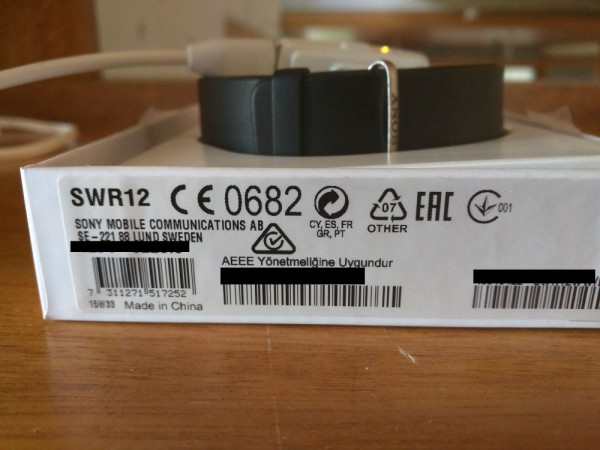 SONY
SWR12 CE 0682
CY, ES, FR
GR, PT
07
OTHER
EAC
001
SONY MOBILE COMMUNICATIONS AB
SE-221 88 LUND SWEDEN
AEEE Yönetmeliğine Uygundur
7 311271 517252
15W33 Made in China